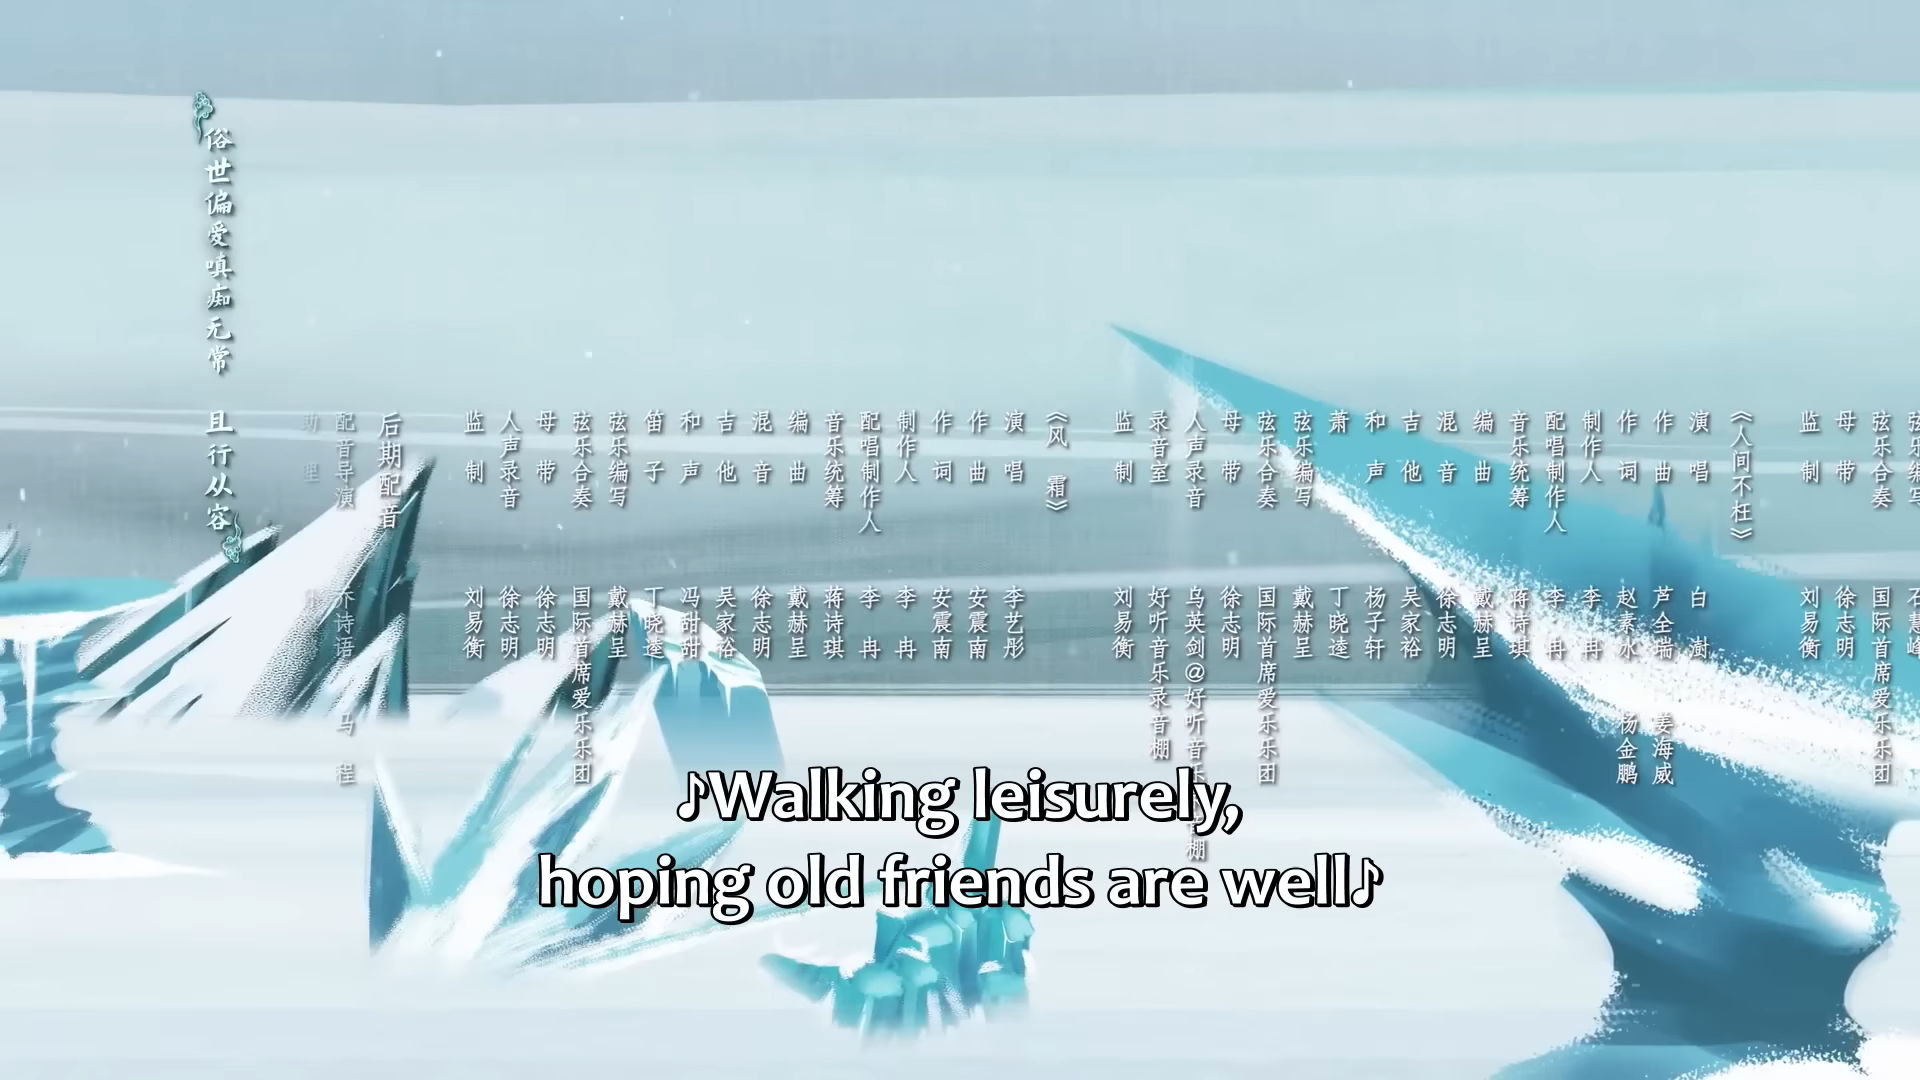 弦乐合奏 国际首席爱乐乐团
母带 徐志明
监制 刘易衡
《人间不枉》
演唱 白澍
作曲 芦全瑞 姜海威
作词 赵素水 杨金鹏
制作人 李冉
配唱制作人 李冉
音乐统筹 蒋诗琪
编曲 戴赫呈
混音 徐志明
吉他 吴家裕
和声 杨子轩
萧 丁晓逵
弦乐编写 戴赫呈
弦乐合奏 国际首席爱乐乐团
母带 徐志明
人声录音 乌英剑@好听音乐录音棚
录音室 好听音乐录音棚
监制 刘易衡
《风霜》
演唱 李艺彤
作曲 安震南
作词 安震南
制作人 李冉
配唱制作人 李冉
音乐统筹 蒋诗琪
编曲 戴赫呈
混音 徐志明
吉他 吴家裕
和声 冯甜甜
笛子 丁晓逵
弦乐编写 戴赫呈
弦乐合奏 国际首席爱乐乐团
母带 徐志明
人声录音 徐志明
监制 刘易衡
后期配音
配音导演 乔诗语 马程
助理
俗世偏爱嗔痴无常 且行从容
♪Walking leisurely,
hoping old friends are well♪